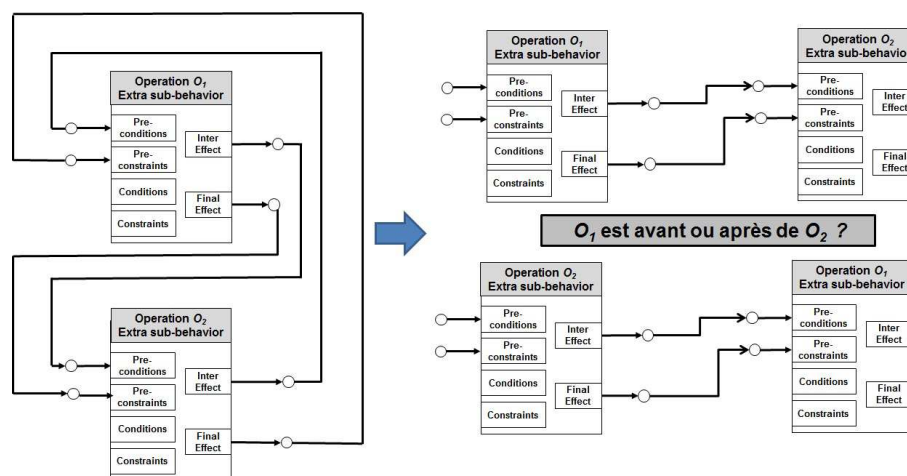 Operation O₁
Extra sub-behavior
Pre-
conditions
Pre-
constraints
Conditions
Constraints
Inter
Effect
Final
Effect
Operation O₂
Extra sub-behavior
Pre-
conditions
Pre-
constraints
Conditions
Constraints
Inter
Effect
Final
Effect
Operation O₁
Extra sub-behavior
Pre-
conditions
Pre-
constraints
Conditions
Constraints
Inter
Effect
Final
Effect
Operation O₂
Extra sub-behavior
Pre-
conditions
Pre-
constraints
Conditions
Constraints
Inter
Effect
Final
Effect
O₁ est avant ou après de O₂ ?
Operation O₂
Extra sub-behavior
Pre-
conditions
Pre-
constraints
Conditions
Constraints
Inter
Effect
Final
Effect
Operation O₁
Extra sub-behavior
Pre-
conditions
Pre-
constraints
Conditions
Constraints
Inter
Effect
Final
Effect